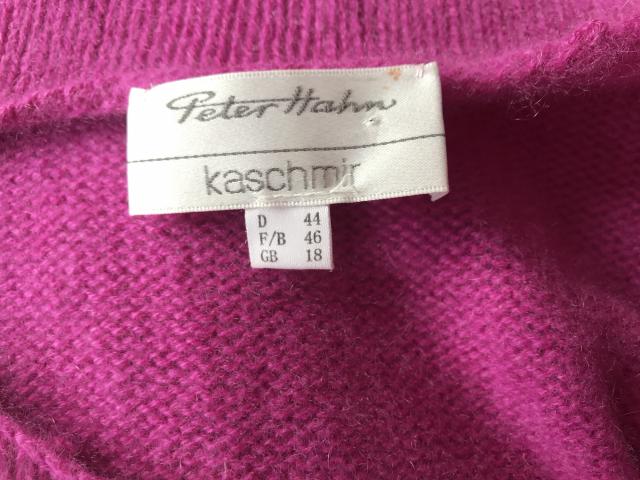 Peter Hahn
kaschmir
D 44
F/B 46
GB 18